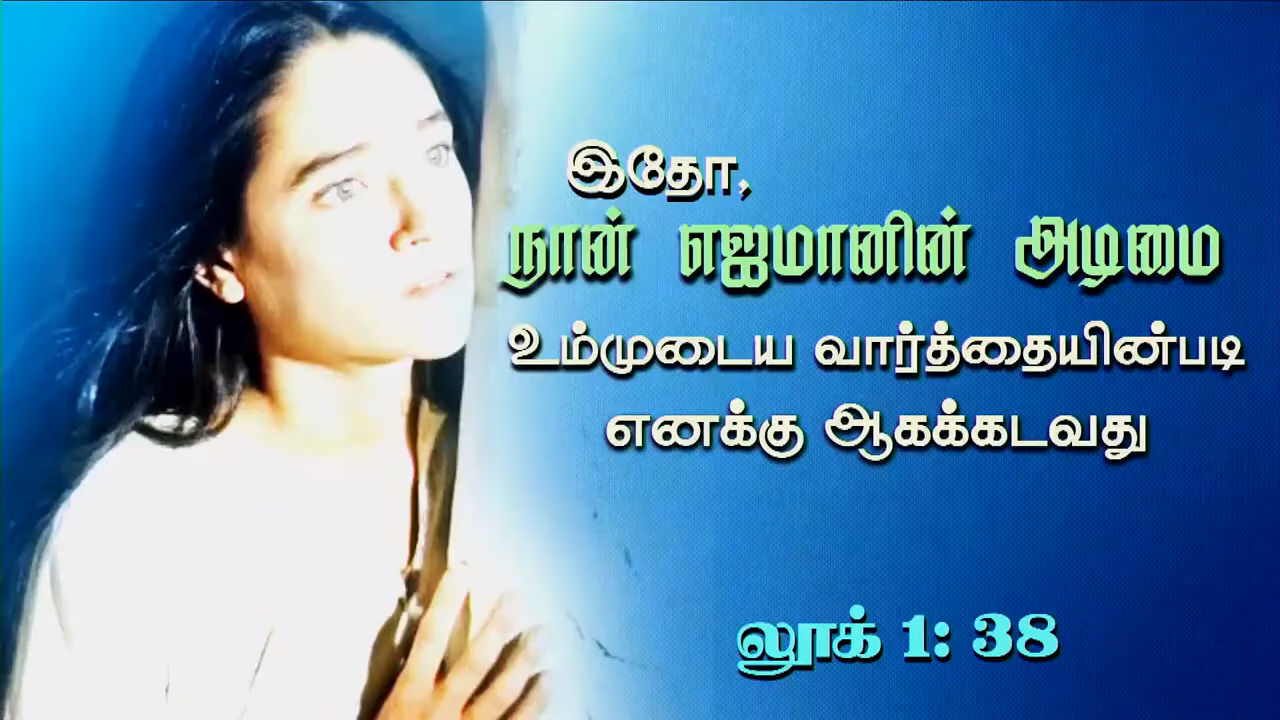 இதோ,
நான் எஜமானின் அடிமை
உம்முடைய வார்த்தையின்படி
எனக்கு ஆகக்கடவது
லூக் 1: 38